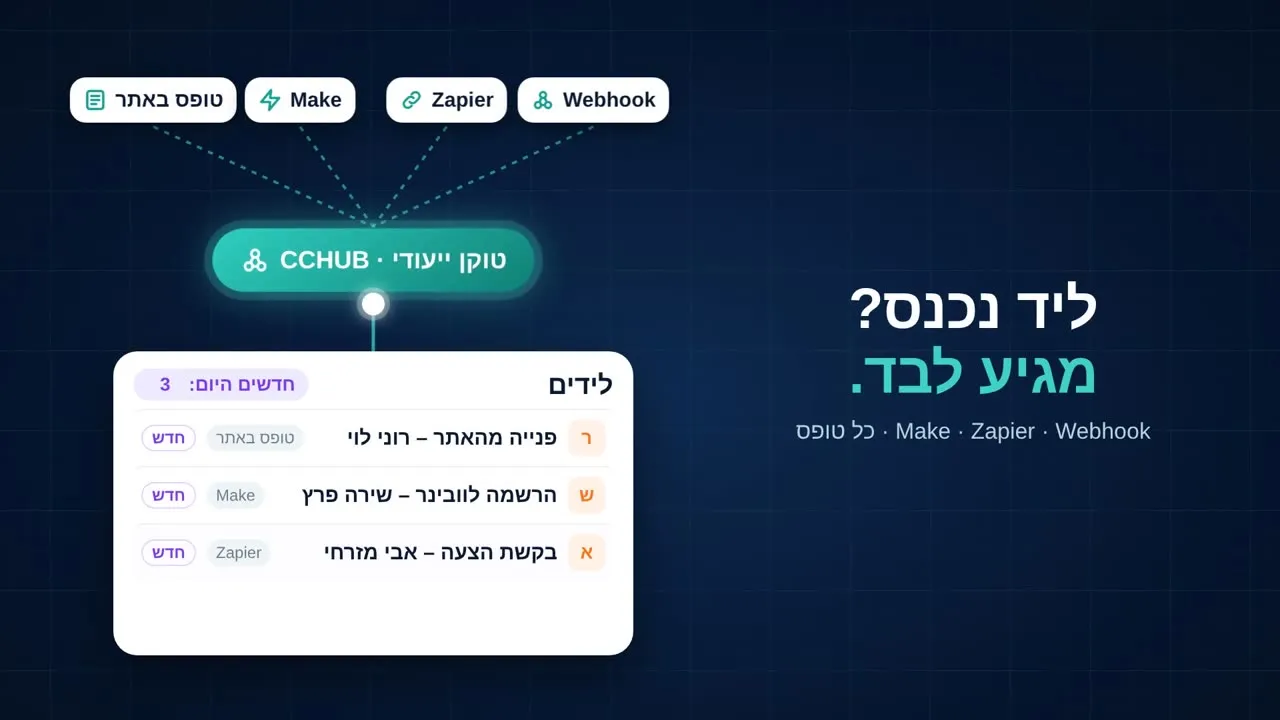 טופס באתר
Make
Zapier
Webhook
טוקן ייעודי · CCHUB
ליד נכנס?
מגיע לבד.
כל טופס · Make · Zapier · Webhook
לידים
חדשים היום: 3
ר פנייה מהאתר – רוני לוי טופס באתר חדש
ש הרשמה לוובינר – שירה פרץ Make חדש
א בקשת הצעה – אבי מזרחי Zapier חדש